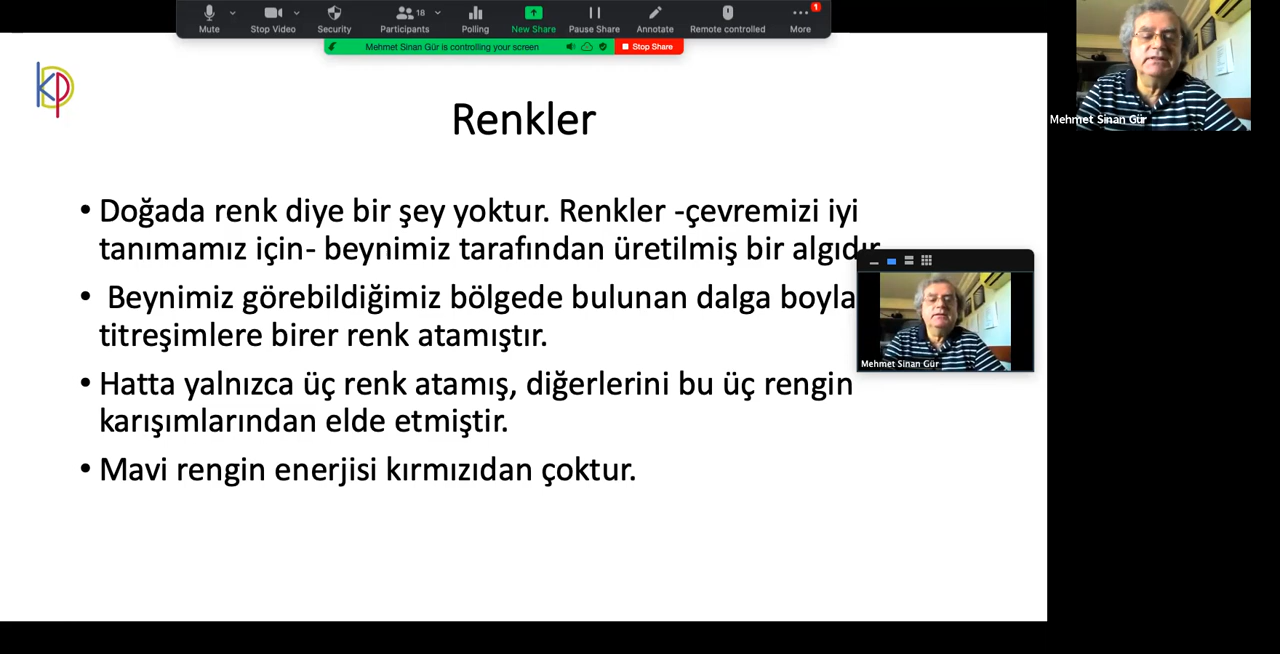 Mute
Stop Video
Security
18
Participants
Polling
New Share
Pause Share
Annotate
Remote controlled
1
More
Mehmet Sinan Gür is controlling your screen
Stop Share
Mehmet Sinan Gür
kp
Renkler
• Doğada renk diye bir şey yoktur. Renkler -çevremizi iyi
tanımamız için- beynimiz tarafından üretilmiş bir algıdır.
• Beynimiz görebildiğimiz bölgede bulunan dalga
titreşimlere birer renk atamıştır.
Mehmet Sinan Gür
• Hatta yalnızca üç renk atamış, diğerlerini bu üç rengin
karışımlarından elde etmiştir.
• Mavi rengin enerjisi kırmızıdan çoktur.